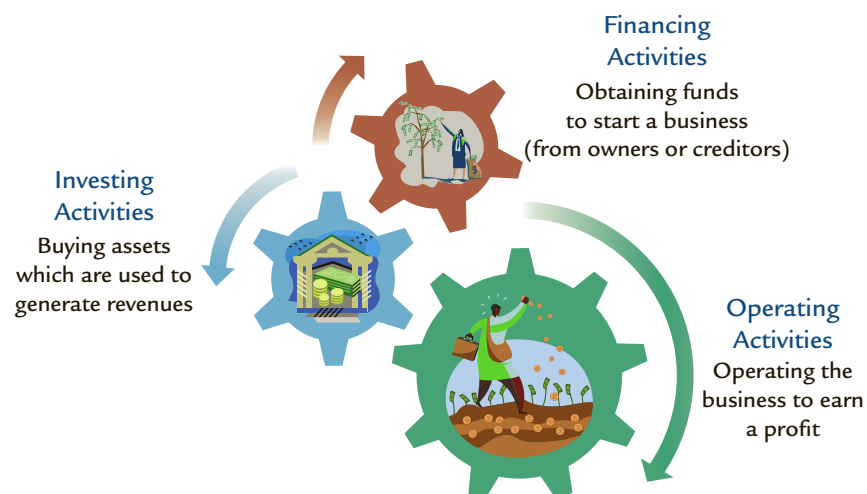 Financing
Activities
Obtaining funds
to start a business
(from owners or creditors)
Investing
Activities
Buying assets
which are used to
generate revenues
Operating
Activities
Operating the
business to earn
a profit
$